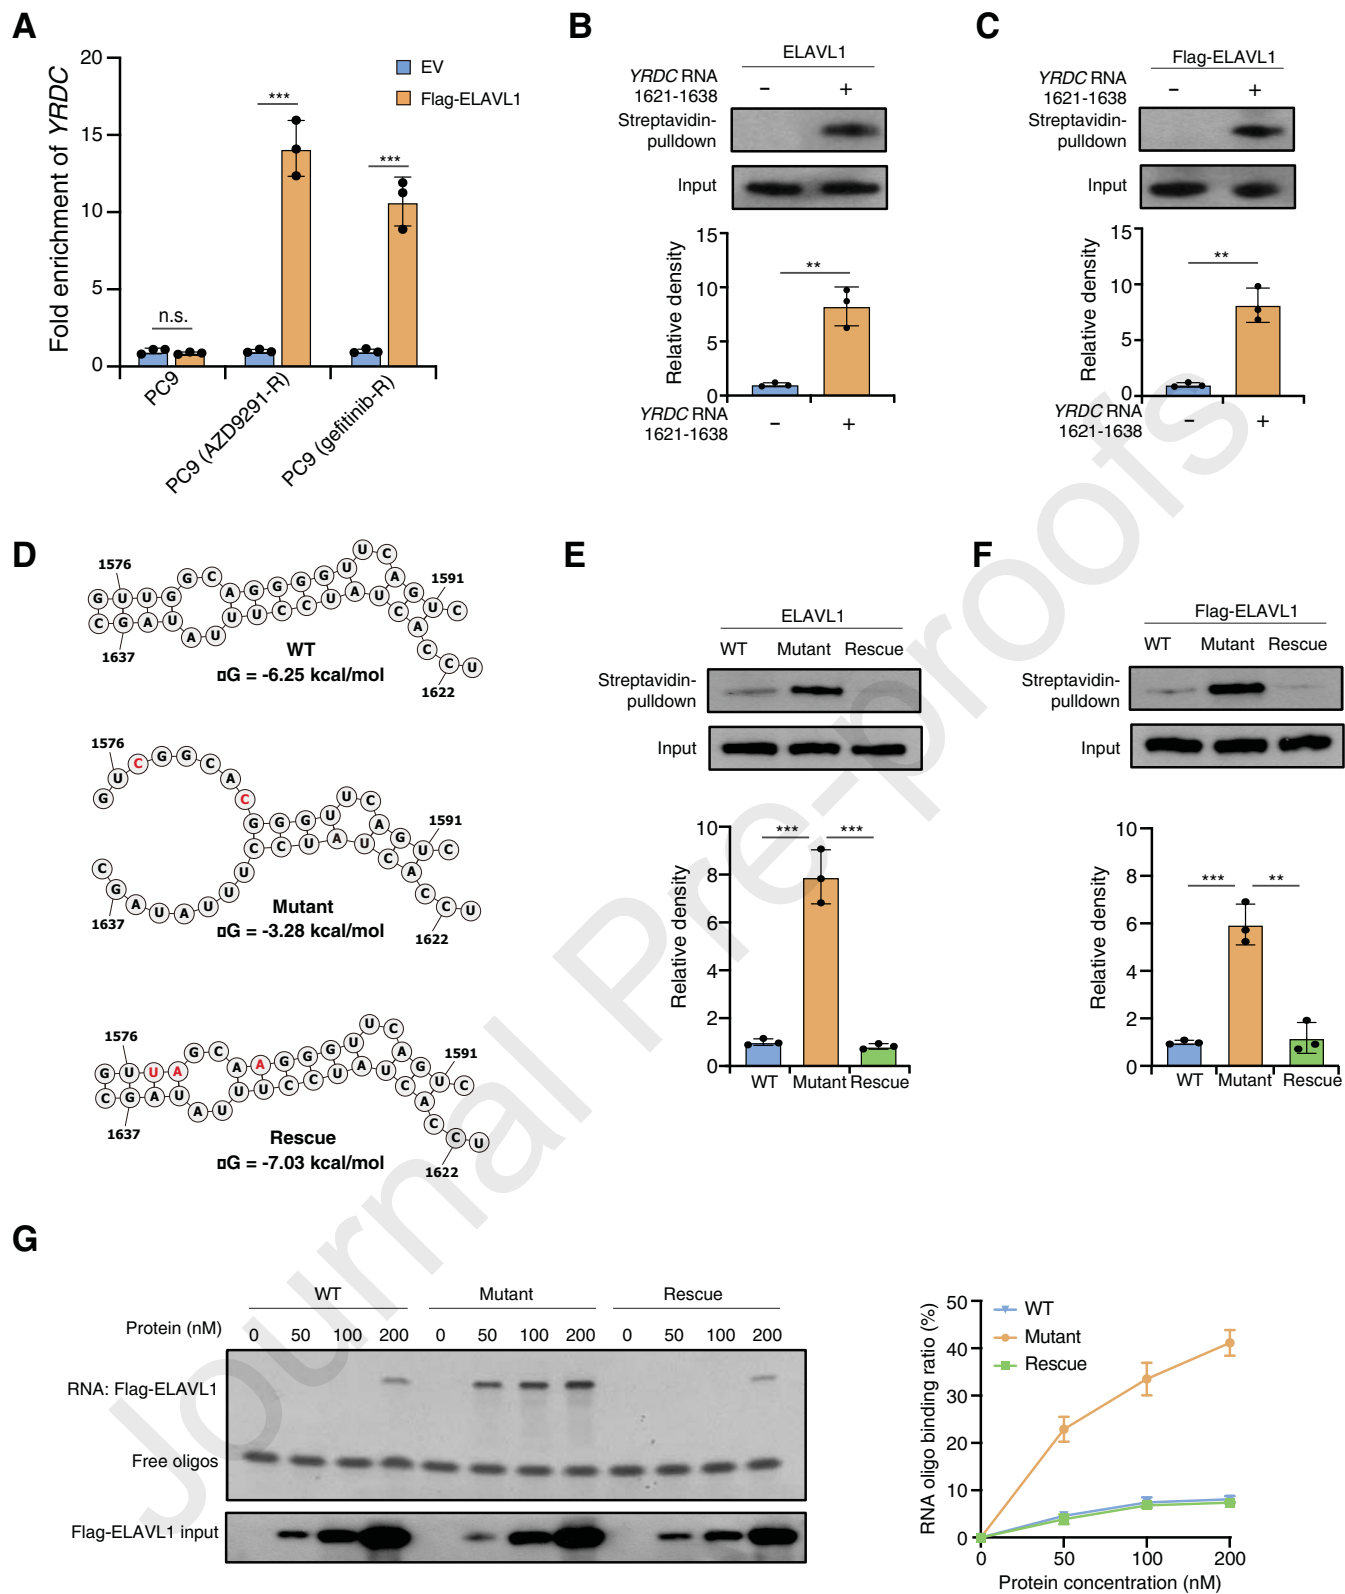 A
Fold enrichment of YRDC
20
15
10
5
0
EV
Flag-ELAVL1
n.s.
***
***
PC9
PC9 (AZD9291-R)
PC9 (gefitinib-R)
B
ELAVL1
YRDC RNA
1621-1638
− +
Streptavidin-
pulldown
Input
Relative density
15
10
5
0
**
YRDC RNA
1621-1638
− +
C
Flag-ELAVL1
YRDC RNA
1621-1638
− +
Streptavidin-
pulldown
Input
Relative density
15
10
5
0
**
YRDC RNA
1621-1638
− +
D
1576
1591
G U U G G C A G G G G U U C A G U C
C G A U A U U U C C U A U C A C C U
1637
1622
WT
▯G = -6.25 kcal/mol
1576
1591
G U C G G C A C G G G U U C A G U C
C G A U A U U U C C U A U C A C C U
1637
1622
Mutant
▯G = -3.28 kcal/mol
1576
1591
G U U A G C A A G G G U U C A G U C
C G A U A U U U C C U A U C A C C U
1637
1622
Rescue
▯G = -7.03 kcal/mol
E
ELAVL1
WT Mutant Rescue
Streptavidin-
pulldown
Input
Relative density
10
8
6
4
2
0
*** ***
WT Mutant Rescue
F
Flag-ELAVL1
WT Mutant Rescue
Streptavidin-
pulldown
Input
Relative density
10
8
6
4
2
0
*** **
WT Mutant Rescue
G
WT Mutant Rescue
Protein (nM) 0 50 100 200 0 50 100 200 0 50 100 200
RNA: Flag-ELAVL1
Free oligos
Flag-ELAVL1 input
RNA oligo binding ratio (%)
50
40
30
20
10
0
WT
Mutant
Rescue
0 50 100 200
Protein concentration (nM)
Journal Pre-proofs